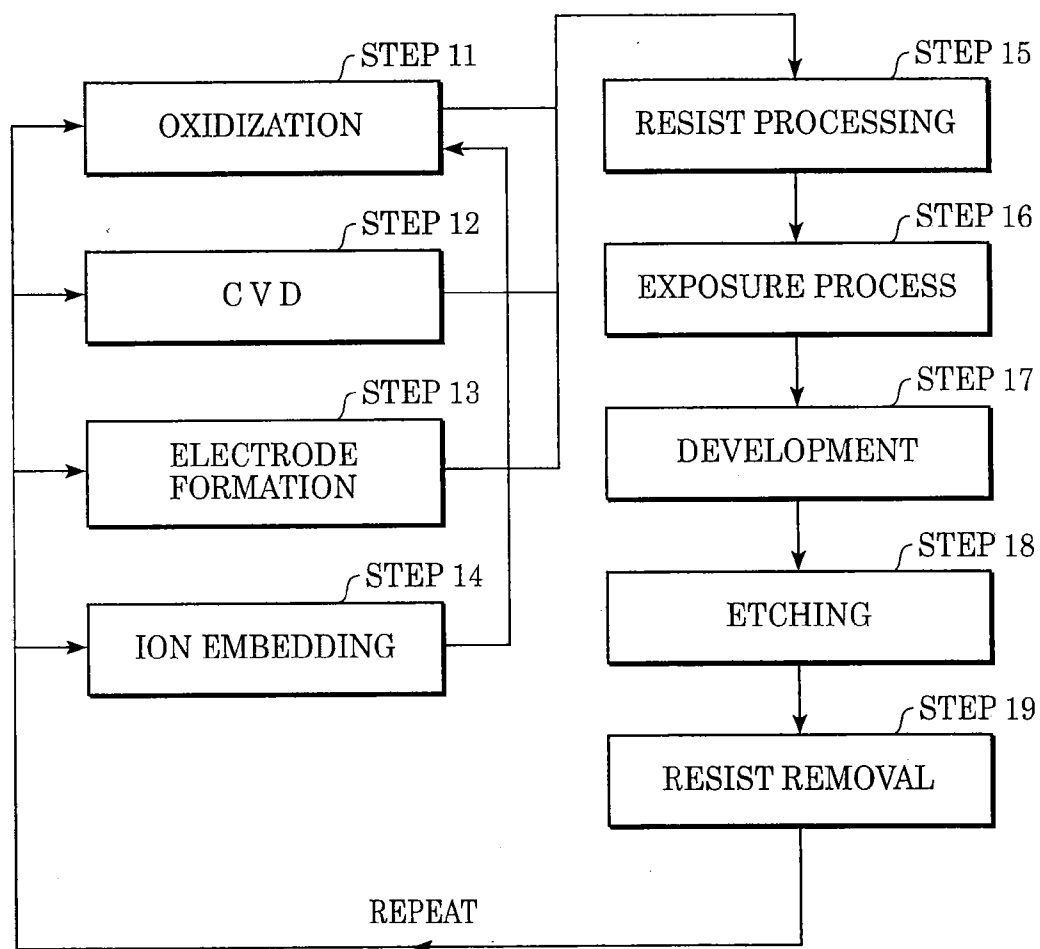 STEP 11
OXIDIZATION
STEP 12
C V D
STEP 13
ELECTRODE
FORMATION
STEP 14
ION EMBEDDING
STEP 15
RESIST PROCESSING
STEP 16
EXPOSURE PROCESS
STEP 17
DEVELOPMENT
STEP 18
ETCHING
STEP 19
RESIST REMOVAL
REPEAT